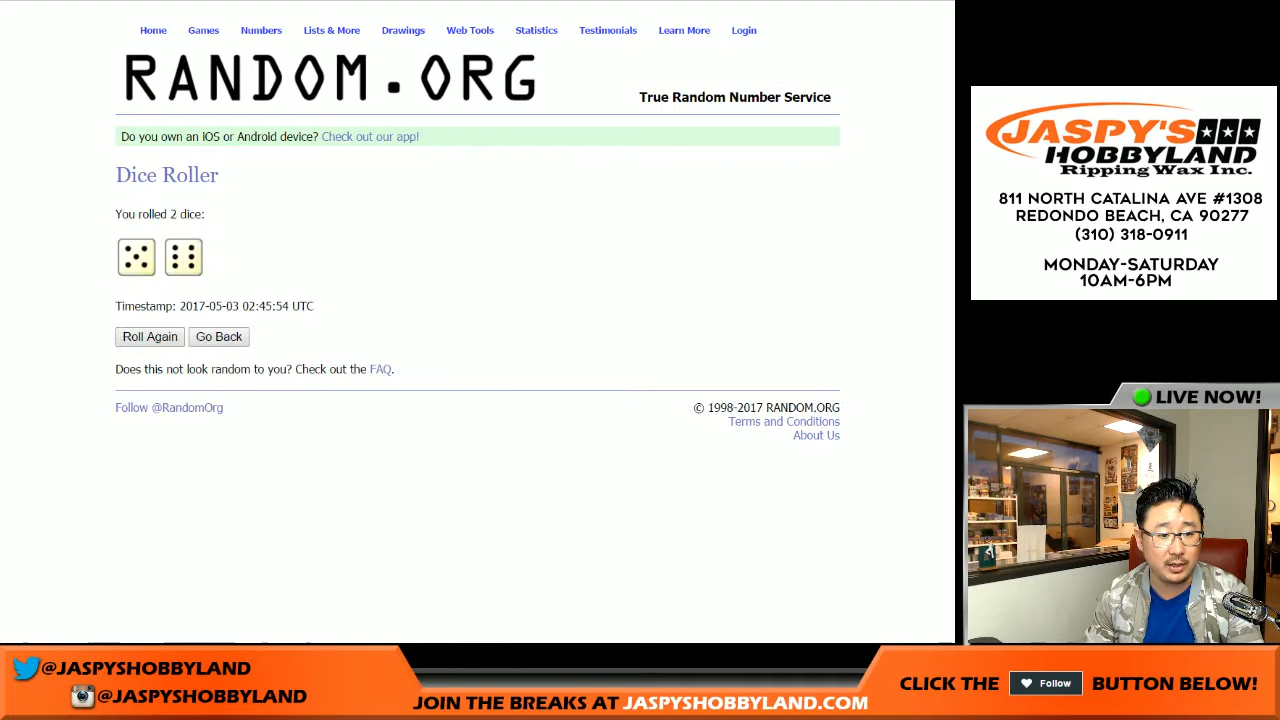 Home Games Numbers Lists & More Drawings Web Tools Statistics Testimonials Learn More Login
RANDOM.ORG
True Random Number Service
Do you own an iOS or Android device? Check out our app!
Dice Roller
You rolled 2 dice:
Timestamp: 2017-05-03 02:45:54 UTC
Roll Again Go Back
Does this not look random to you? Check out the FAQ.
Follow @RandomOrg
© 1998-2017 RANDOM.ORG
Terms and Conditions
About Us
JASPY'S
HOBBYLAND
Ripping Wax Inc.
811 NORTH CATALINA AVE #1308
REDONDO BEACH, CA 90277
(310) 318-0911
MONDAY-SATURDAY
10AM-6PM
LIVE NOW!
@JASPYSHOBBYLAND
@JASPYSHOBBYLAND
JOIN THE BREAKS AT JASPYSHOBBYLAND.COM
CLICK THE Follow BUTTON BELOW!